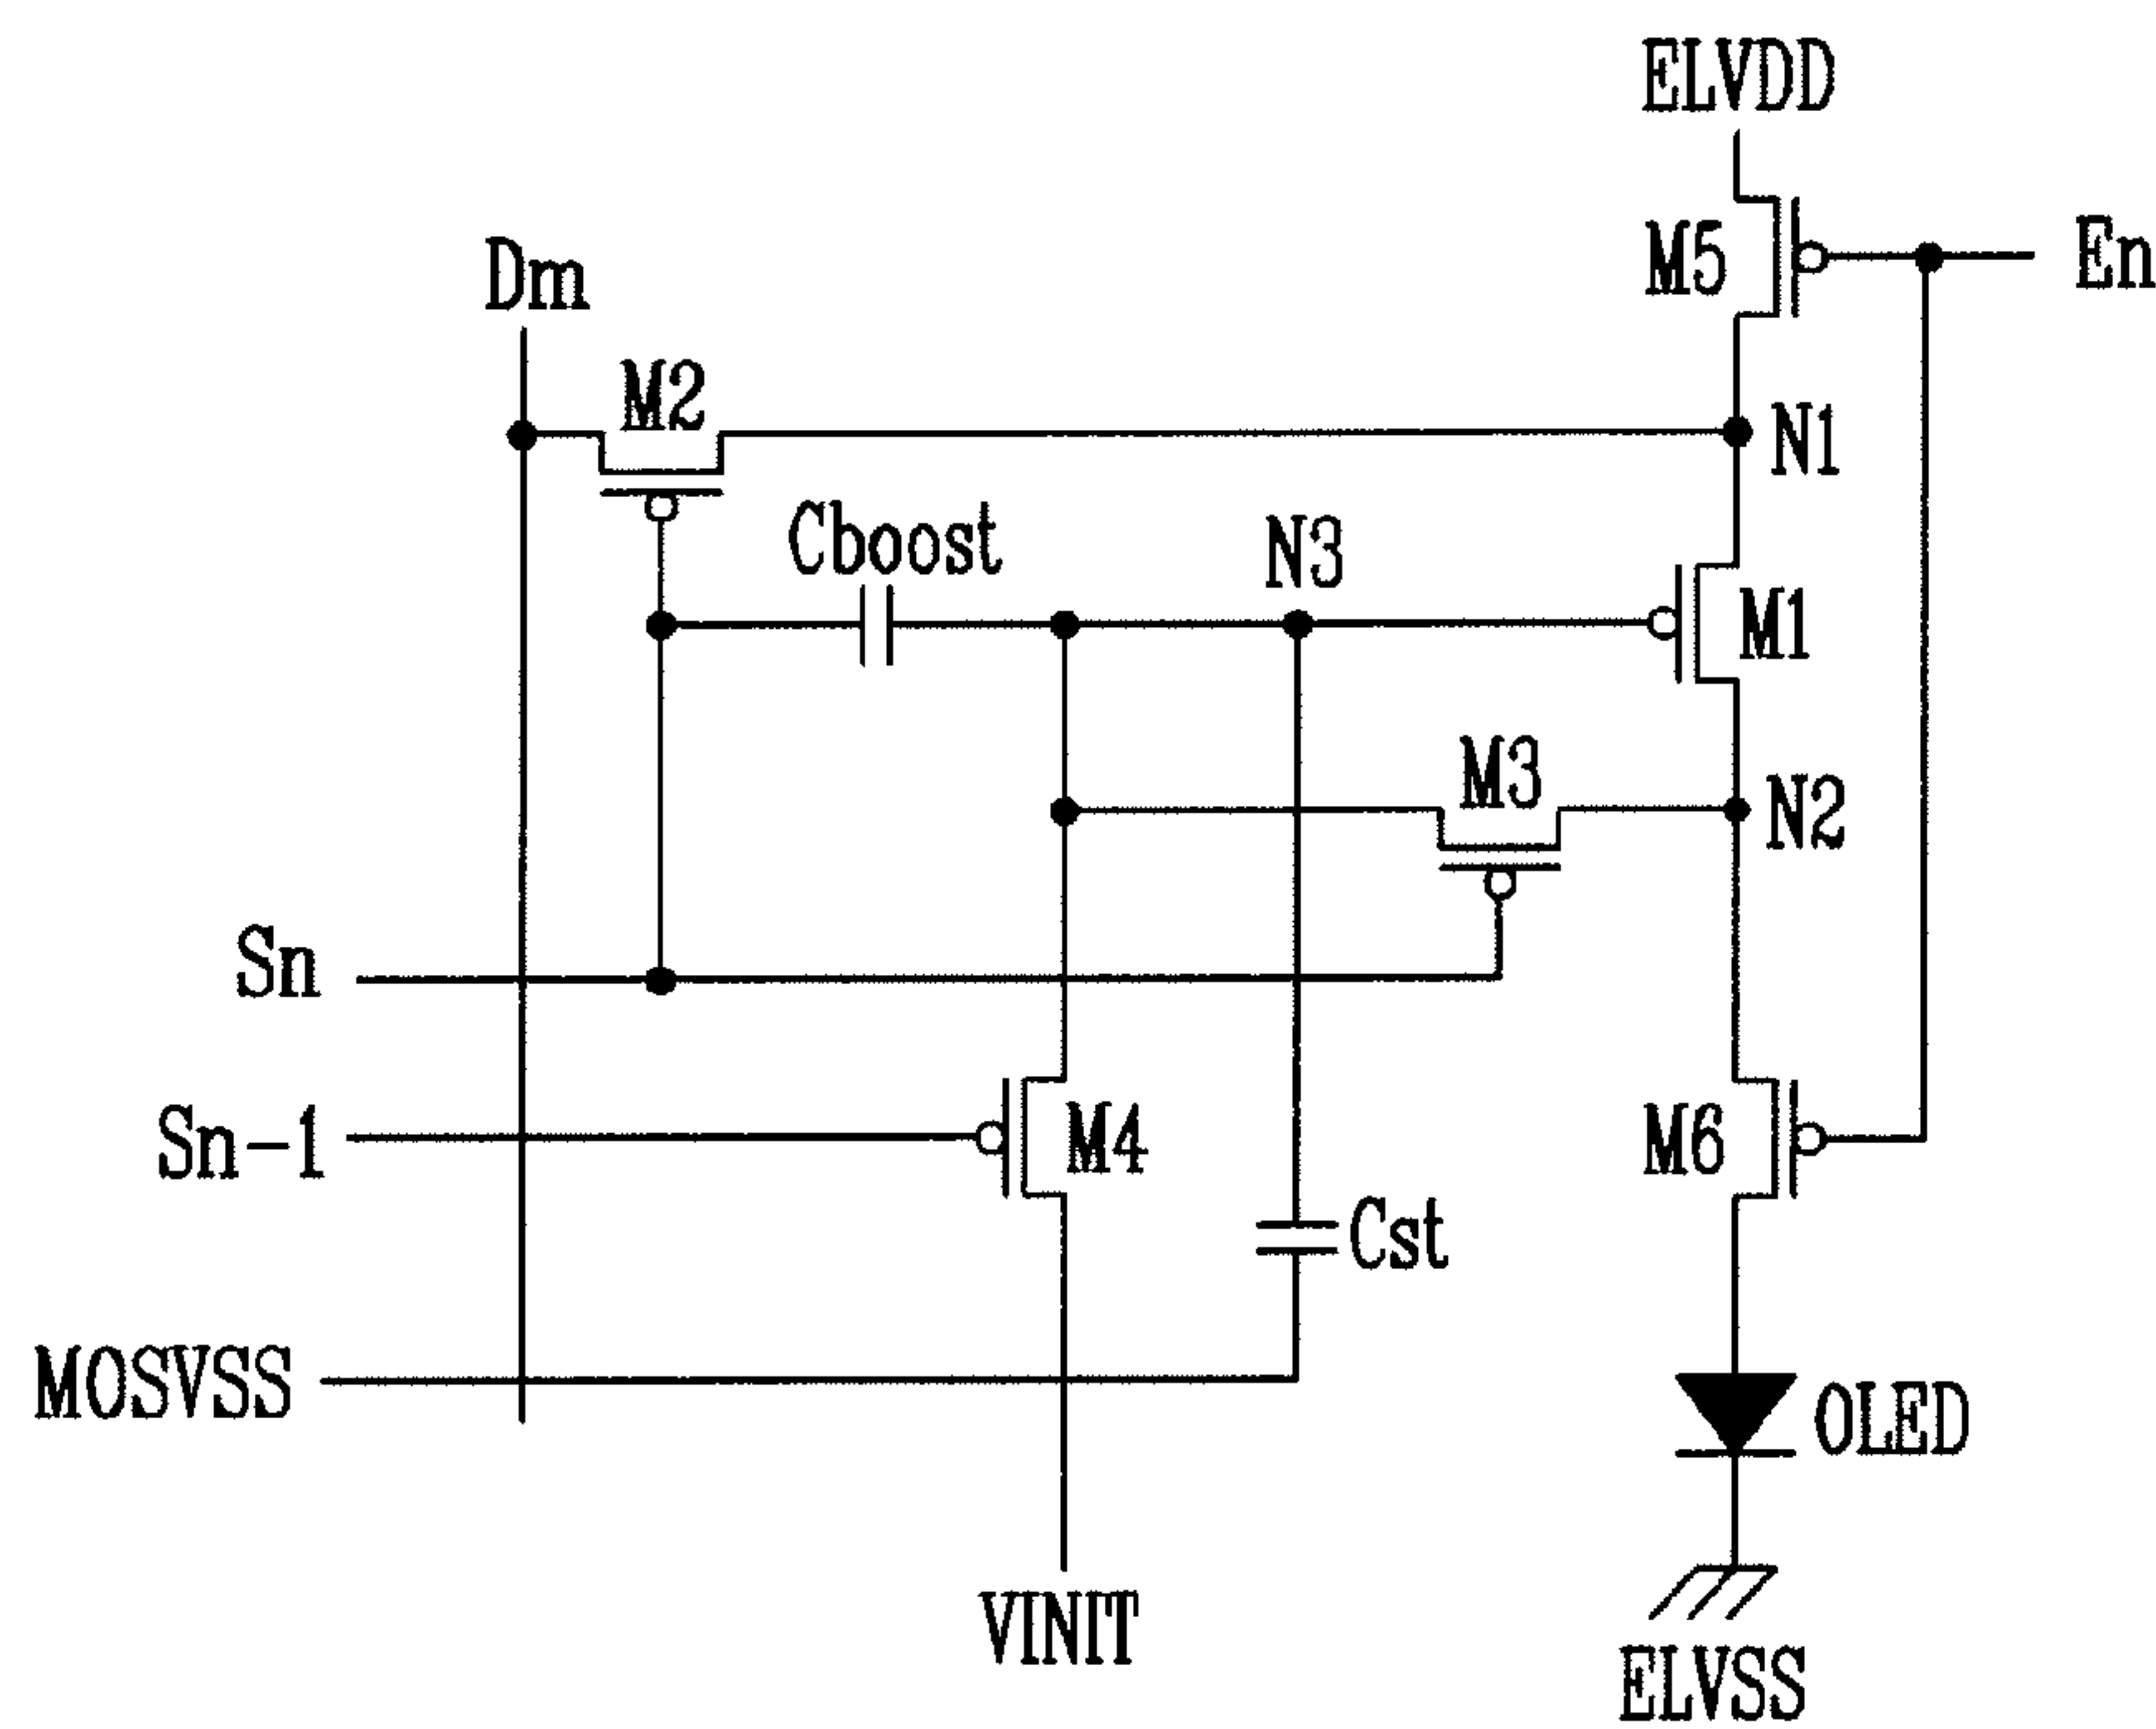 ELVDD
M5
En
Dm
M2
N1
Cboost
N3
M1
M3
N2
Sn
Sn-1
M4
M6
Cst
MOSVSS
OLED
VINIT
ELVSS